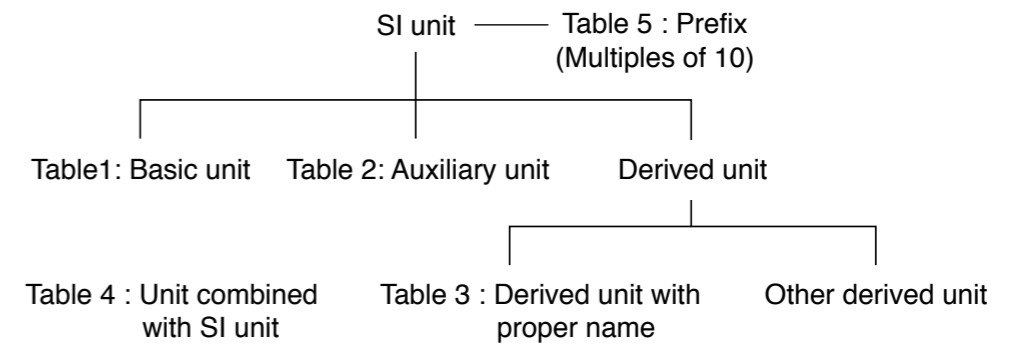 SI unit
Table 5 : Prefix
(Multiples of 10)
Table1: Basic unit
Table 2: Auxiliary unit
Derived unit
Table 4 : Unit combined
with SI unit
Table 3 : Derived unit with
proper name
Other derived unit